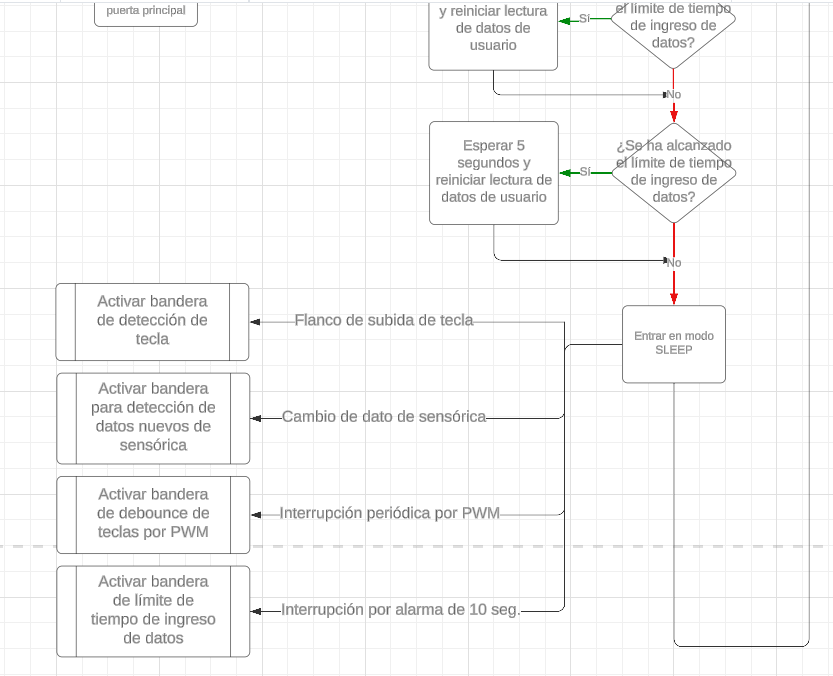 puerta principal
y reiniciar lectura
de datos de
usuario
Sí
el límite de tiempo
de ingreso de
datos?
No
Esperar 5
segundos y
reiniciar lectura de
datos de usuario
Sí
¿Se ha alcanzado
el límite de tiempo
de ingreso de
datos?
No
Activar bandera
de detección de
tecla
Flanco de subida de tecla
Entrar en modo
SLEEP
Activar bandera
para detección de
datos nuevos de
sensórica
Cambio de dato de sensórica
Activar bandera
de debounce de
teclas por PWM
Interrupción periódica por PWM
Activar bandera
de límite de
tiempo de ingreso
de datos
Interrupción por alarma de 10 seg.